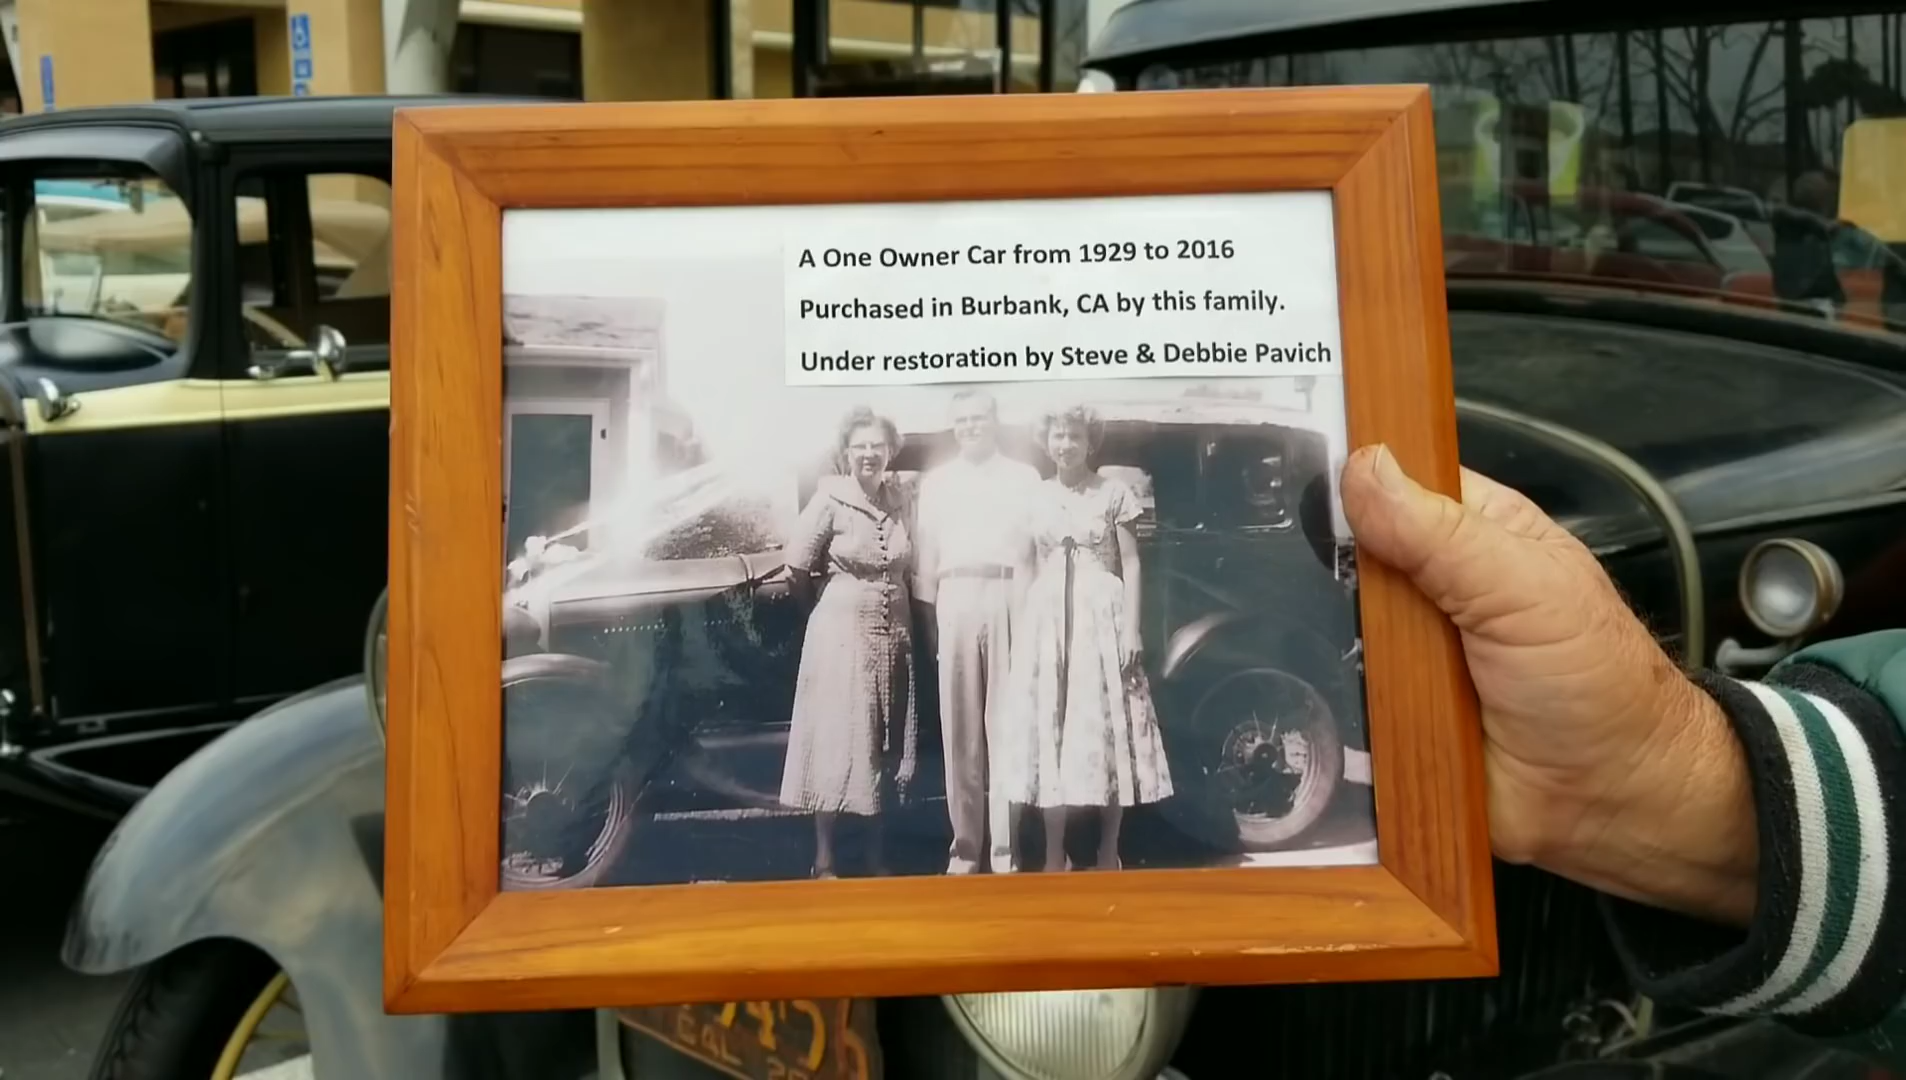 A One Owner Car from 1929 to 2016
Purchased in Burbank, CA by this family.
Under restoration by Steve & Debbie Pavich
CAL